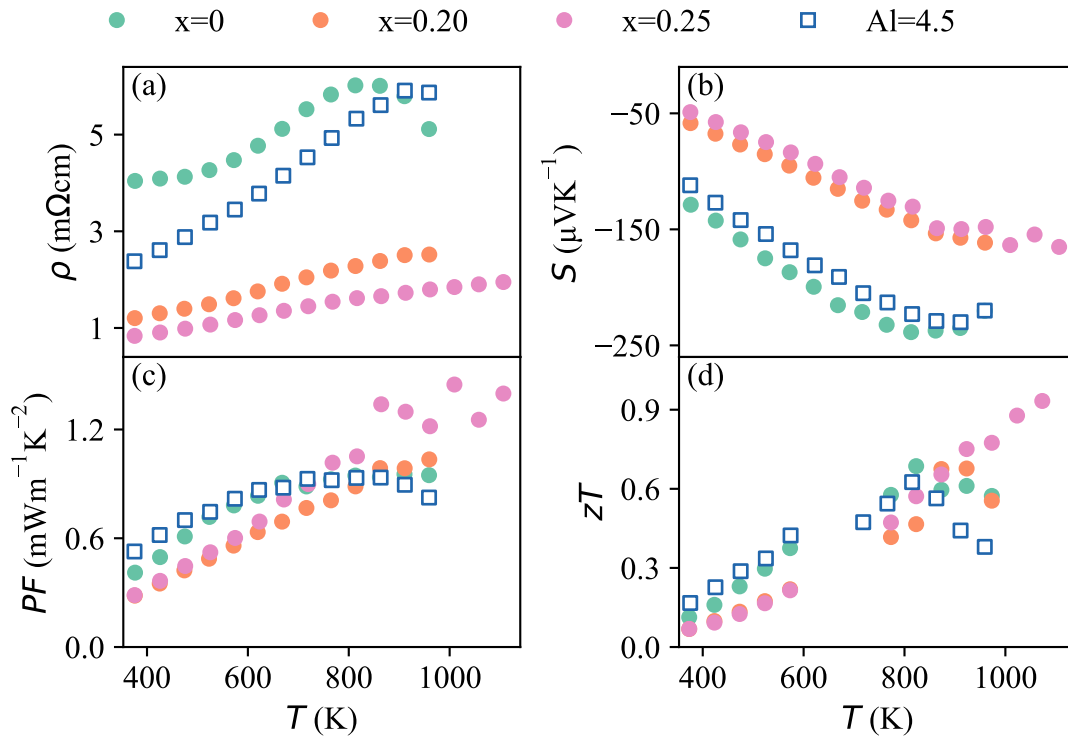 x=0 x=0.20 x=0.25 Al=4.5
(a)
5
3
1
ρ (mΩcm)
(b)
−50
−150
−250
S (μVK⁻¹)
(c)
1.2
0.6
0.0
PF (mWm⁻¹K⁻²)
400 600 800 1000
T (K)
(d)
0.9
0.6
0.3
0.0
zT
400 600 800 1000
T (K)